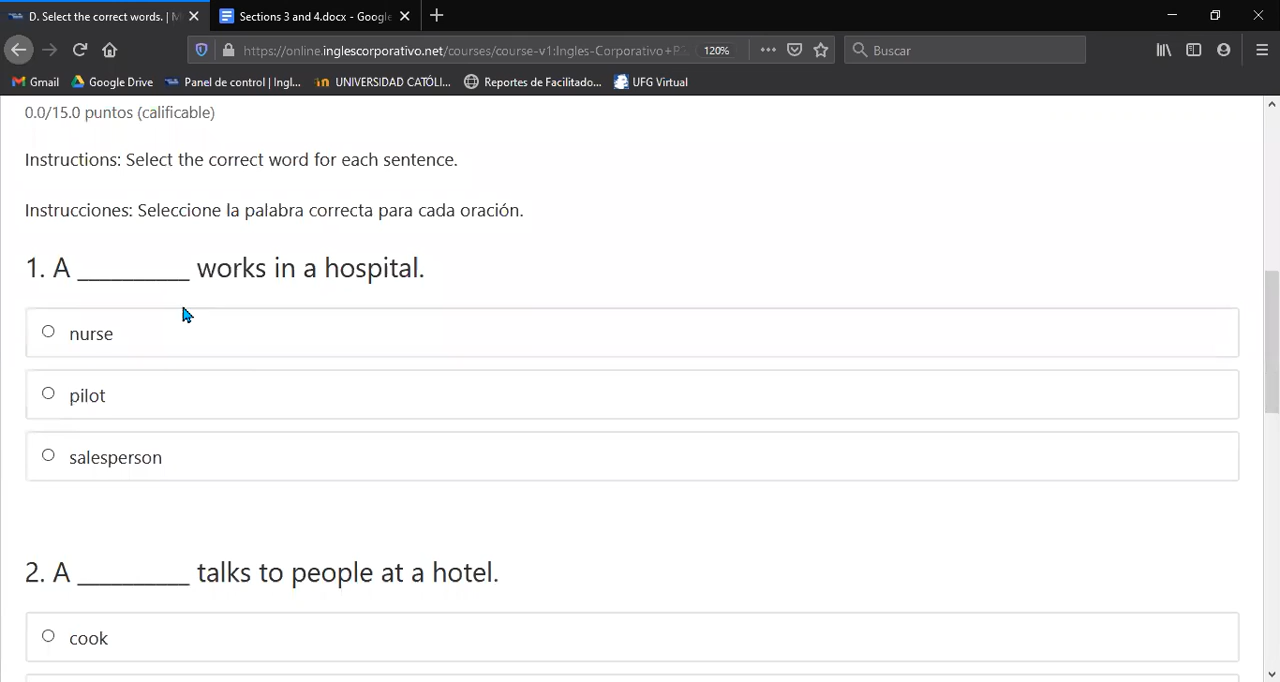 D. Select the correct words. | M
Sections 3 and 4.docx - Google
https://online.inglescorporativo.net/courses/course-v1:Ingles-Corporativo+
120%
Buscar
Gmail
Google Drive
Panel de control | Ingl...
UNIVERSIDAD CATÓLI...
Reportes de Facilitado...
UFG Virtual
0.0/15.0 puntos (calificable)
Instructions: Select the correct word for each sentence.
Instrucciones: Seleccione la palabra correcta para cada oración.
1. A __________ works in a hospital.
nurse
pilot
salesperson
2. A __________ talks to people at a hotel.
cook